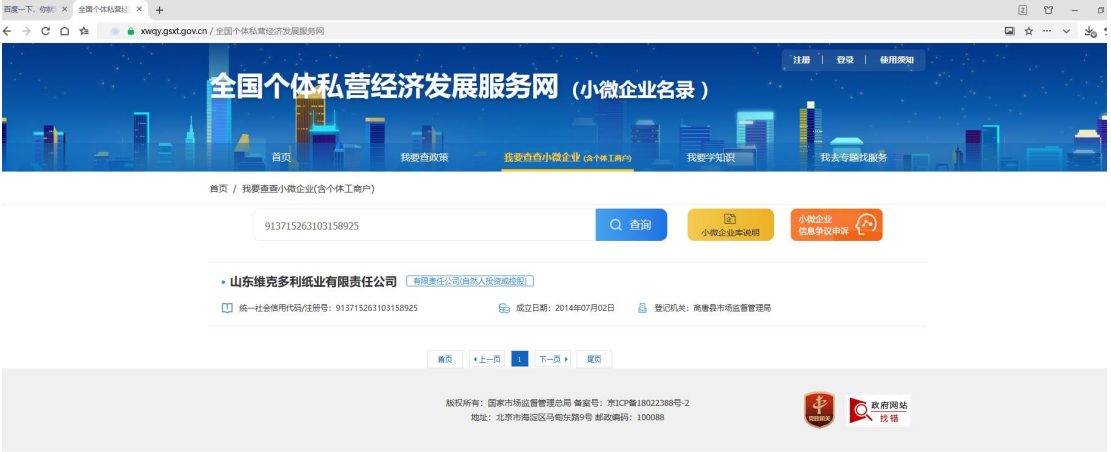 百度一下，你就 × 全国个体私营经 × +
xwqy.gsxt.gov.cn / 全国个体私营经济发展服务网
注册 | 登录 | 使用须知
全国个体私营经济发展服务网（小微企业名录）
首页 我要查政策 我要查查小微企业(含个体工商户) 我要学知识 我去专题找服务
首页 / 我要查查小微企业(含个体工商户)
913715263103158925 查询 小微企业库说明 小微企业
信息争议申诉
• 山东维克多利纸业有限责任公司 有限责任公司(自然人投资或控股)
统一社会信用代码/注册号：913715263103158925 成立日期：2014年07月02日 登记机关：高唐县市场监督管理局
首页 上一页 1 下一页 尾页
版权所有：国家市场监督管理总局 备案号：京ICP备18022388号-2
地址：北京市海淀区马甸东路9号 邮政编码：100088
党政机关
政府网站
找错